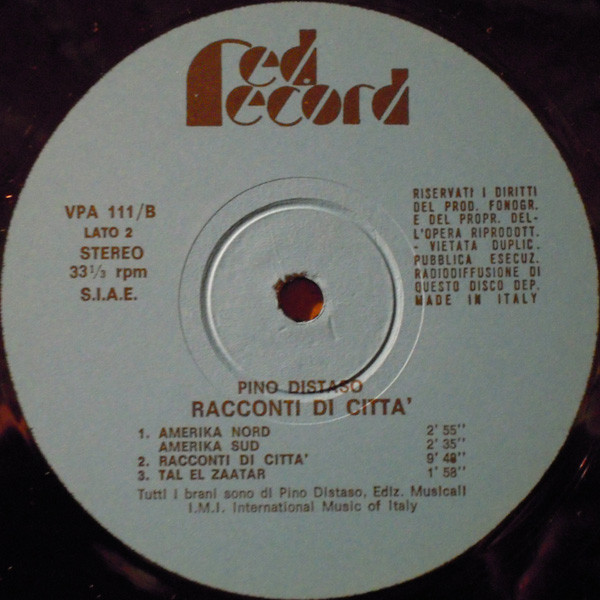 Red
Record
VPA 111/B
LATO 2
STEREO
33 1/3 rpm
S.I.A.E.
RISERVATI I DIRITTI
DEL PROD. FONOGR.
E DEL PROPR. DEL-
L'OPERA RIPRODOTT.
- VIETATA DUPLIC.
PUBBLICA ESECUZ.
RADIODIFFUSIONE DI
QUESTO DISCO DEP.
MADE IN ITALY
PINO DISTASO
RACCONTI DI CITTA'
1. AMERIKA NORD 2' 55''
AMERIKA SUD 2' 35''
2. RACCONTI DI CITTA' 9' 48''
3. TAL EL ZAATAR 1' 58''
Tutti i brani sono di Pino Distaso, Ediz. Musicali
I.M.I. International Music of Italy